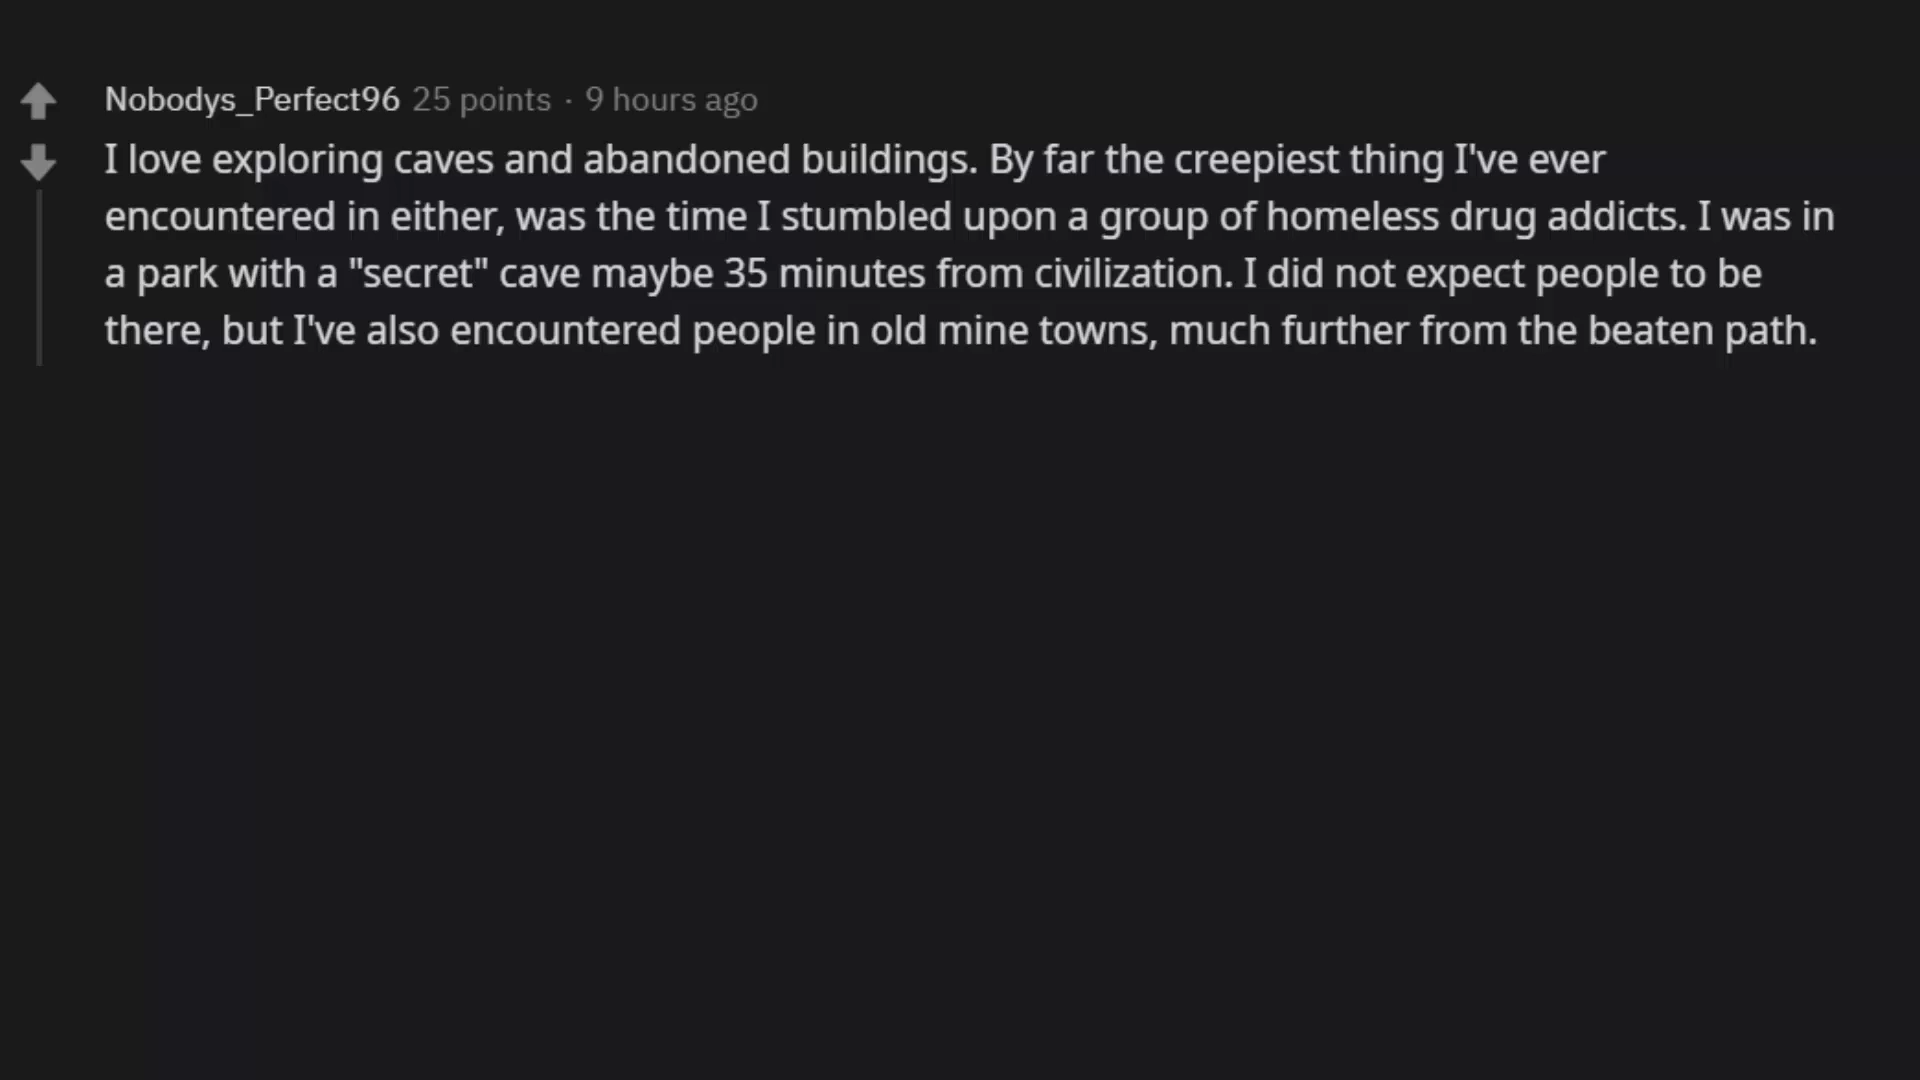 Nobodys_Perfect96 25 points · 9 hours ago
I love exploring caves and abandoned buildings. By far the creepiest thing I've ever
encountered in either, was the time I stumbled upon a group of homeless drug addicts. I was in
a park with a "secret" cave maybe 35 minutes from civilization. I did not expect people to be
there, but I've also encountered people in old mine towns, much further from the beaten path.